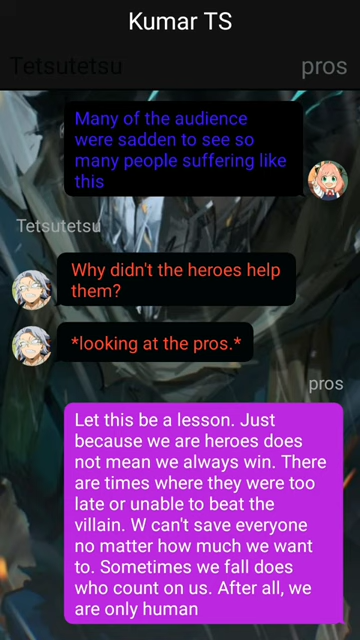 Kumar TS
Tetsutetsu
pros
Many of the audience
were sadden to see so
many people suffering like
this
Tetsutetsu
Why didn't the heroes help
them?
*looking at the pros.*
pros
Let this be a lesson. Just
because we are heroes does
not mean we always win. There
are times where they were too
late or unable to beat the
villain. W can't save everyone
no matter how much we want
to. Sometimes we fall does
who count on us. After all, we
are only human